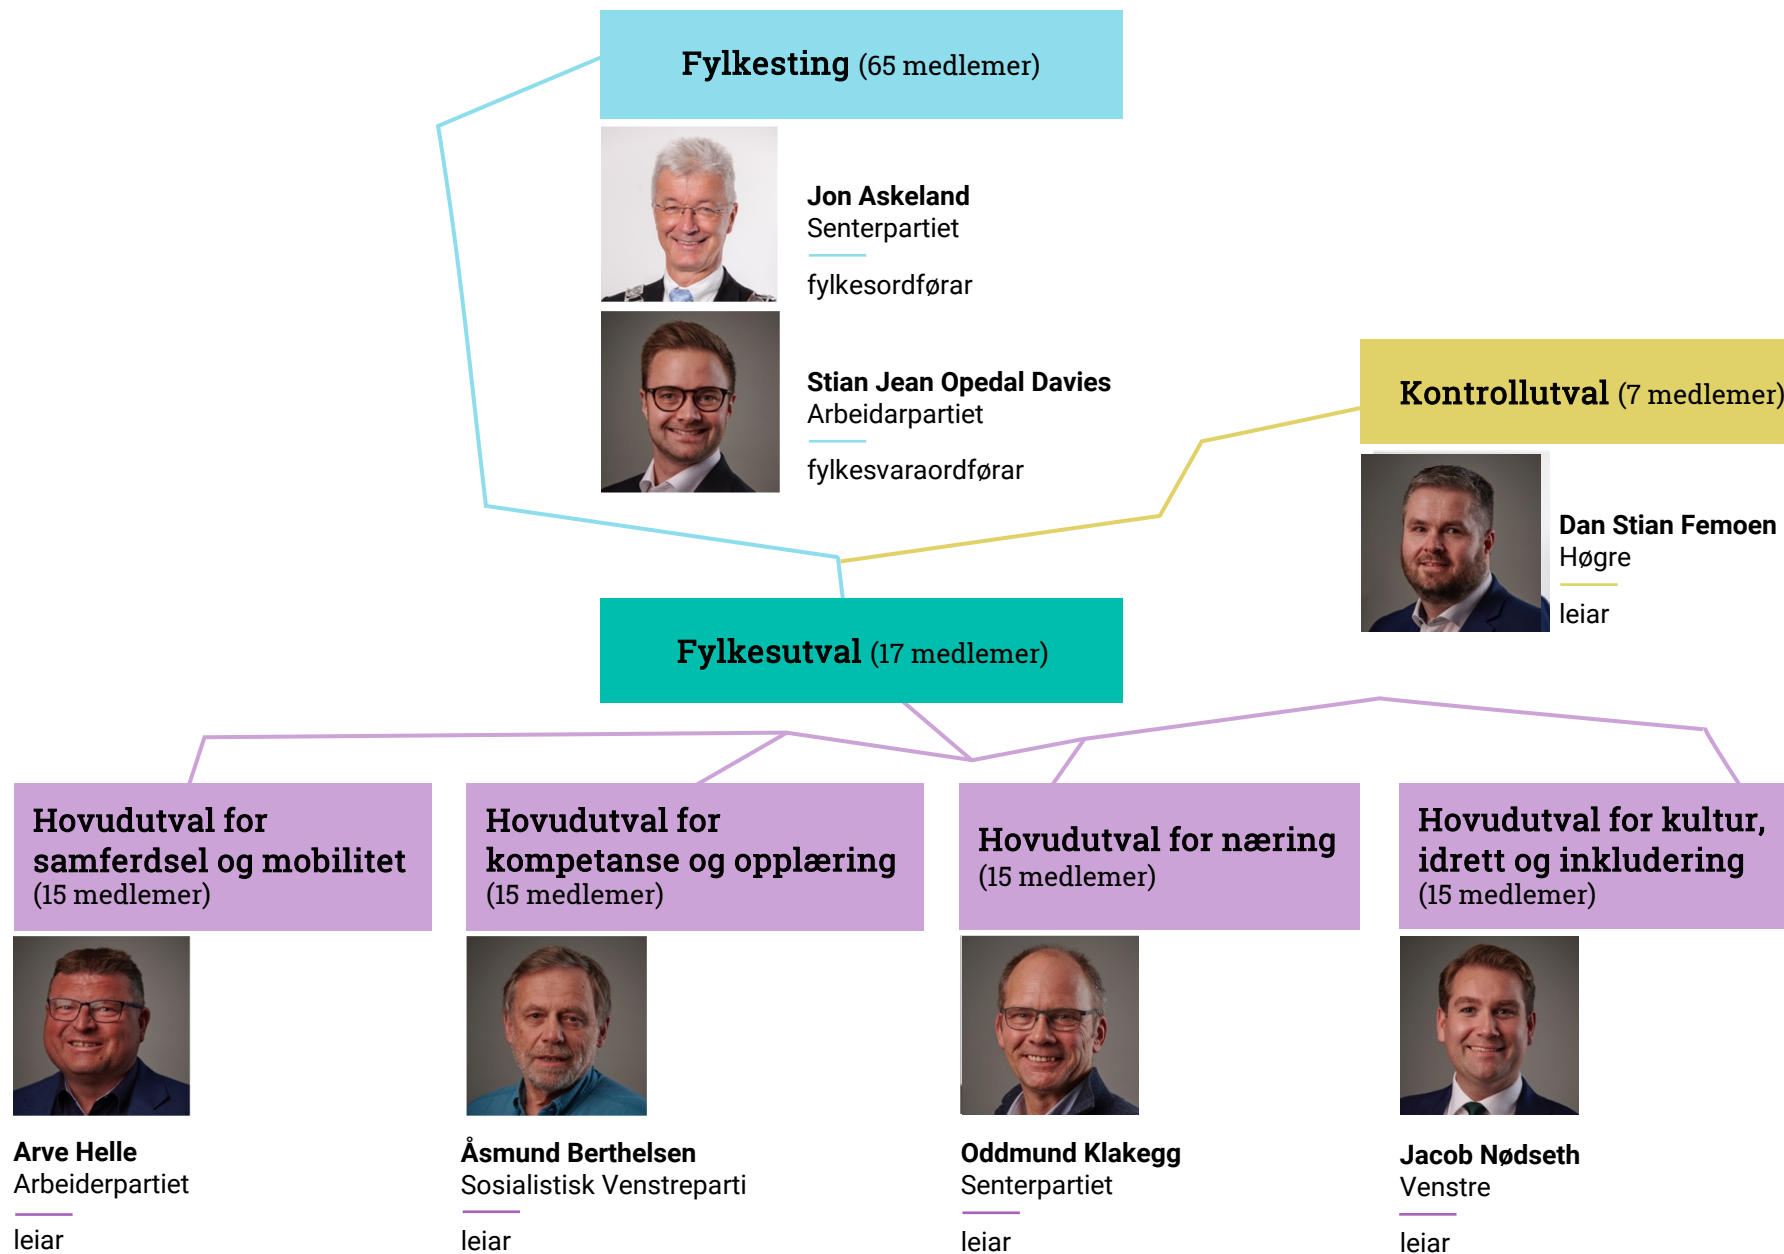 Fylkesting (65 medlemer)
Jon Askeland
Senterpartiet
fylkesordførar
Stian Jean Opedal Davies
Arbeidarpartiet
fylkesvaraordførar
Kontrollutval (7 medlemer)
Dan Stian Femoen
Høgre
leiar
Fylkesutval (17 medlemer)
Hovudutval for
samferdsel og mobilitet
(15 medlemer)
Arve Helle
Arbeiderpartiet
leiar
Hovudutval for
kompetanse og opplæring
(15 medlemer)
Åsmund Berthelsen
Sosialistisk Venstreparti
leiar
Hovudutval for næring
(15 medlemer)
Oddmund Klakegg
Senterpartiet
leiar
Hovudutval for kultur,
idrett og inkludering
(15 medlemer)
Jacob Nødseth
Venstre
leiar